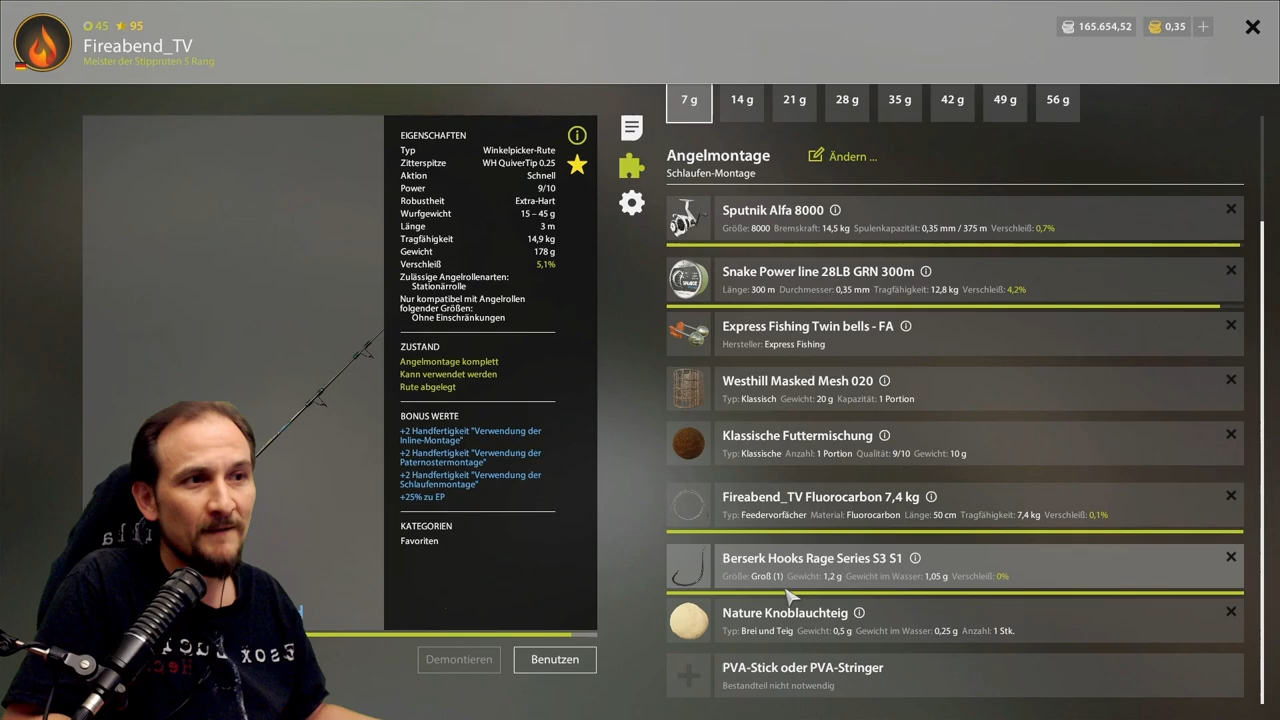 45 95
Fireabend_TV
Meister der Stippruten 5 Rang
165.654,52 0,35
7 g 14 g 21 g 28 g 35 g 42 g 49 g 56 g
EIGENSCHAFTEN
Typ Winkelpicker-Rute
Zitterspitze WH QuiverTip 0.25
Aktion Schnell
Power 9/10
Robustheit Extra-Hart
Wurfgewicht 15 – 45 g
Länge 3 m
Tragfähigkeit 14,9 kg
Gewicht 178 g
Verschleiß 5,1%
Zulässige Angelrollenarten:
Stationärrolle
Nur kompatibel mit Angelrollen
folgender Größen:
Ohne Einschränkungen
ZUSTAND
Angelmontage komplett
Kann verwendet werden
Rute abgelegt
BONUS WERTE
+2 Handfertigkeit "Verwendung der
Inline-Montage"
+2 Handfertigkeit "Verwendung der
Paternostermontage"
+2 Handfertigkeit "Verwendung der
Schlaufenmontage"
+25% zu EP
KATEGORIEN
Favoriten
Demontieren Benutzen
Angelmontage Ändern ...
Schlaufen-Montage
Sputnik Alfa 8000
Größe: 8000 Bremskraft: 14,5 kg Spulenkapazität: 0,35 mm / 375 m Verschleiß: 0,7%
Snake Power line 28LB GRN 300m
Länge: 300 m Durchmesser: 0,35 mm Tragfähigkeit: 12,8 kg Verschleiß: 4,2%
Express Fishing Twin bells - FA
Hersteller: Express Fishing
Westhill Masked Mesh 020
Typ: Klassisch Gewicht: 20 g Kapazität: 1 Portion
Klassische Futtermischung
Typ: Klassische Anzahl: 1 Portion Qualität: 9/10 Gewicht: 10 g
Fireabend_TV Fluorocarbon 7,4 kg
Typ: Feedervorfächer Material: Fluorocarbon Länge: 50 cm Tragfähigkeit: 7,4 kg Verschleiß: 0,1%
Berserk Hooks Rage Series S3 S1
Größe: Groß (1) Gewicht: 1,2 g Gewicht im Wasser: 1,05 g Verschleiß: 0%
Nature Knoblauchteig
Typ: Brei und Teig Gewicht: 0,5 g Gewicht im Wasser: 0,25 g Anzahl: 1 Stk.
PVA-Stick oder PVA-Stringer
Bestandteil nicht notwendig